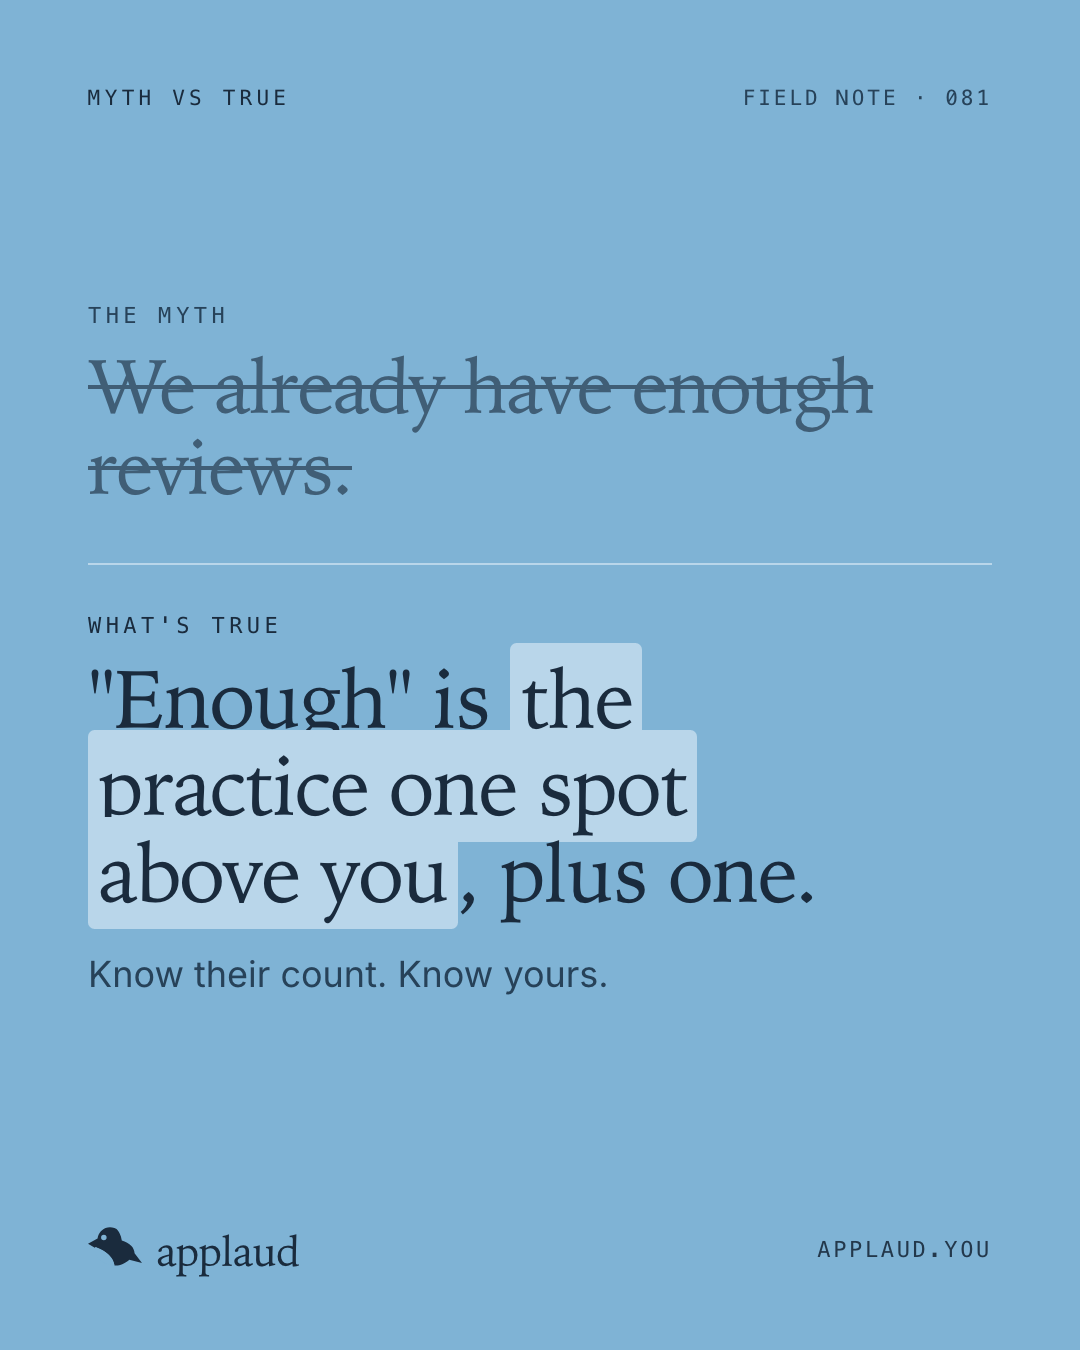 MYTH VS TRUE
FIELD NOTE · 081
THE MYTH
We already have enough
reviews.
WHAT'S TRUE
"Enough" is the
practice one spot
above you, plus one.
Know their count. Know yours.
applaud
APPLAUD.YOU